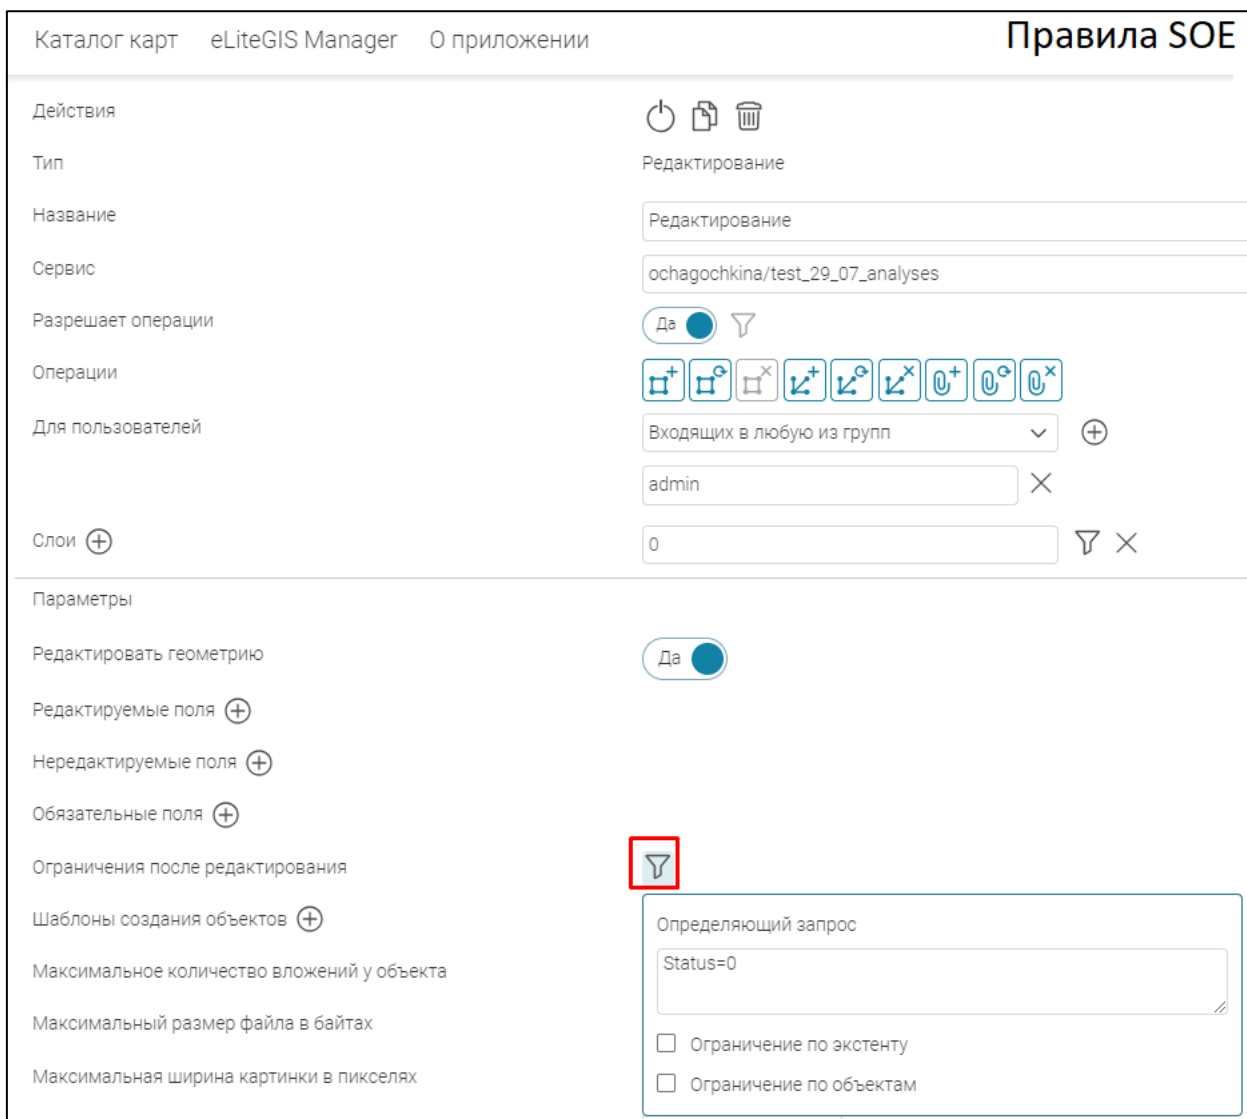 Каталог карт eLiteGIS Manager О приложении Правила SOE
Действия
Тип Редактирование
Название Редактирование
Сервис ochagochkina/test_29_07_analyses
Разрешает операции Да
Операции
Для пользователей Входящих в любую из групп
admin
Слои 0
Параметры
Редактировать геометрию Да
Редактируемые поля
Нередактируемые поля
Обязательные поля
Ограничения после редактирования
Шаблоны создания объектов
Определяющий запрос
Status=0
Максимальное количество вложений у объекта
Максимальный размер файла в байтах
Ограничение по экстенту
Максимальная ширина картинки в пикселях
Ограничение по объектам